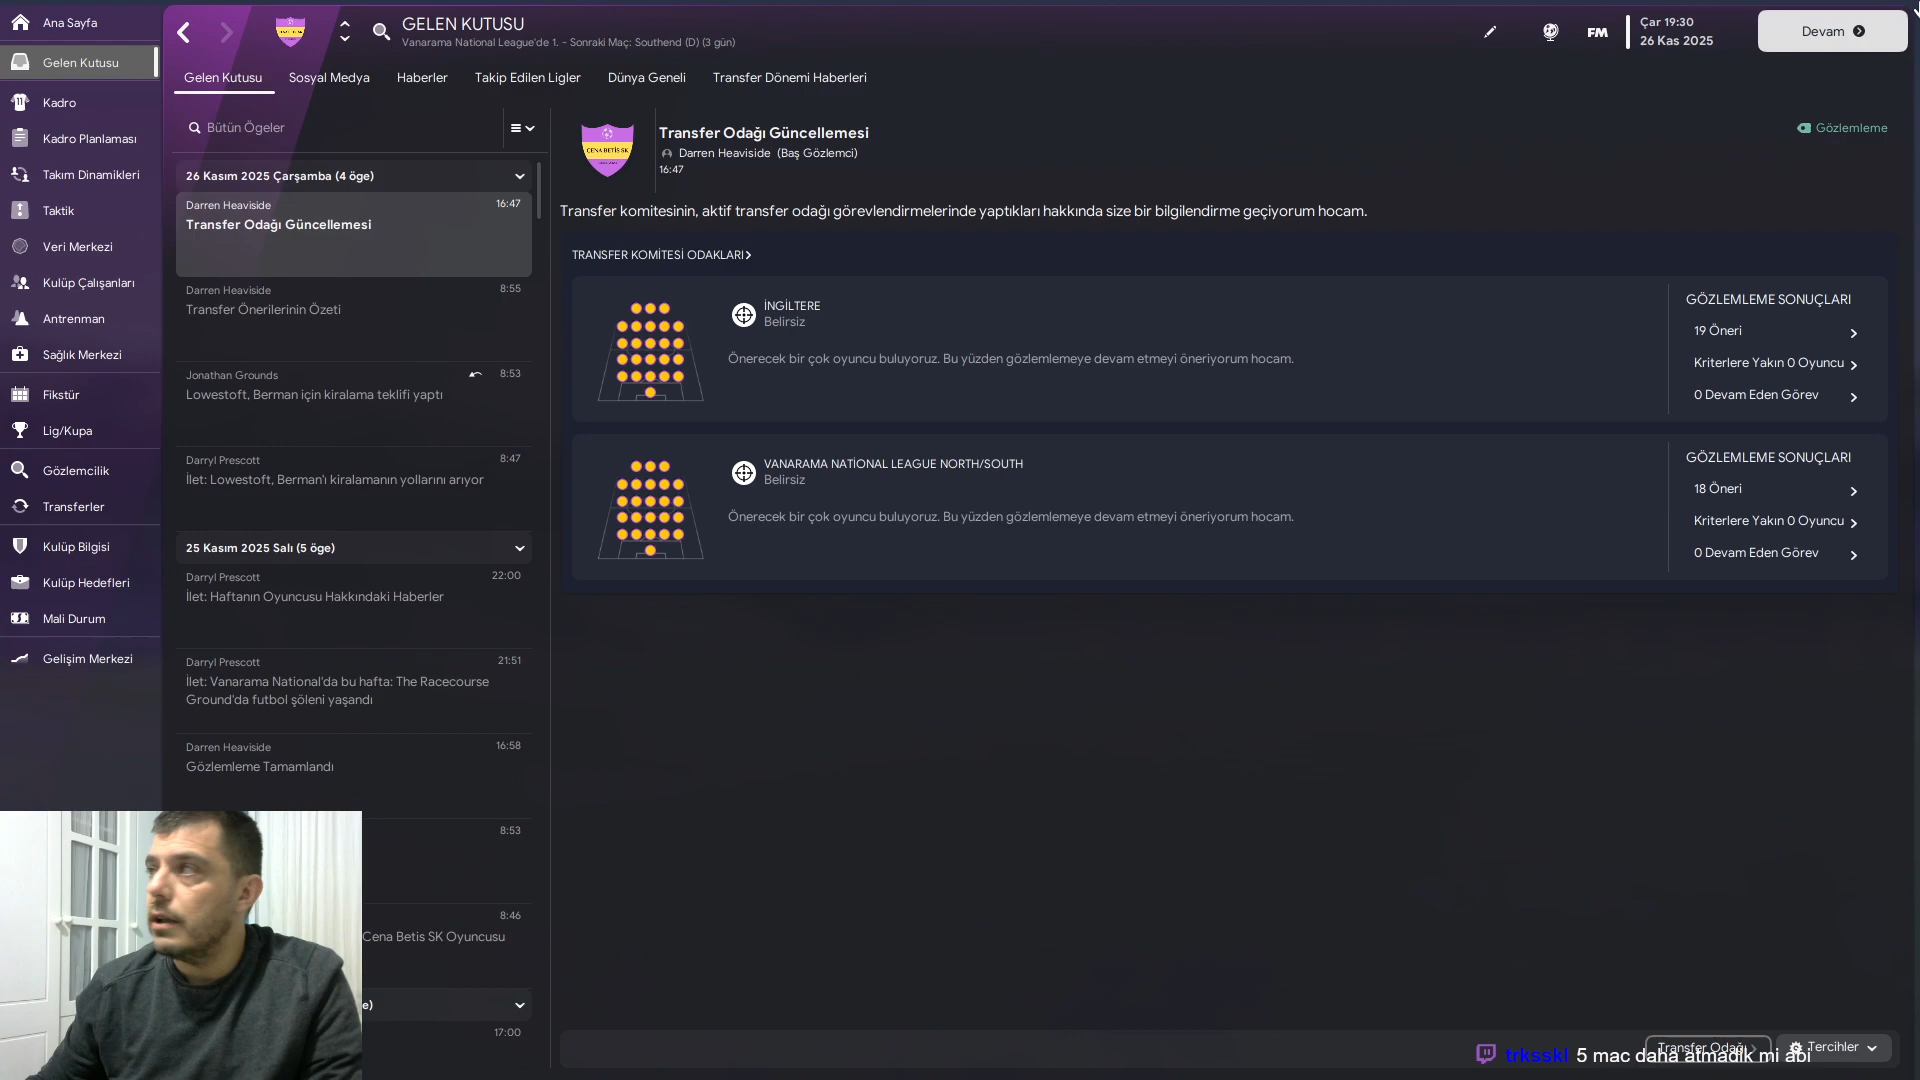 Ana Sayfa
Gelen Kutusu
Kadro
Kadro Planlaması
Takım Dinamikleri
Taktik
Veri Merkezi
Kulüp Çalışanları
Antrenman
Sağlık Merkezi
Fikstür
Lig/Kupa
Gözlemcilik
Transferler
Kulüp Bilgisi
Kulüp Hedefleri
Mali Durum
Gelişim Merkezi
GELEN KUTUSU
Vanarama National League'de 1. - Sonraki Maç: Southend (D) (3 gün)
FM
Çar 19:30
26 Kas 2025
Devam
Gelen Kutusu Sosyal Medya Haberler Takip Edilen Ligler Dünya Geneli Transfer Dönemi Haberleri
Bütün Ögeler
26 Kasım 2025 Çarşamba (4 öge)
Darren Heaviside 16:47
Transfer Odağı Güncellemesi
Darren Heaviside 8:55
Transfer Önerilerinin Özeti
Jonathan Grounds 8:53
Lowestoft, Berman için kiralama teklifi yaptı
Darryl Prescott 8:47
İlet: Lowestoft, Berman'ı kiralamanın yollarını arıyor
25 Kasım 2025 Salı (5 öge)
Darryl Prescott 22:00
İlet: Haftanın Oyuncusu Hakkındaki Haberler
Darryl Prescott 21:51
İlet: Vanarama National'da bu hafta: The Racecourse
Ground'da futbol şöleni yaşandı
Darren Heaviside 16:58
Gözlemleme Tamamlandı
8:53
8:46
Cena Betis SK Oyuncusu
e)
17:00
CENA BETIS SK
Transfer Odağı Güncellemesi
Darren Heaviside (Baş Gözlemci)
16:47
Gözlemleme
Transfer komitesinin, aktif transfer odağı görevlendirmelerinde yaptıkları hakkında size bir bilgilendirme geçiyorum hocam.
TRANSFER KOMİTESİ ODAKLARI
İNGİLTERE
Belirsiz
Önerecek bir çok oyuncu buluyoruz. Bu yüzden gözlemlemeye devam etmeyi öneriyorum hocam.
GÖZLEMLEME SONUÇLARI
19 Öneri
Kriterlere Yakın 0 Oyuncu
0 Devam Eden Görev
VANARAMA NATİONAL LEAGUE NORTH/SOUTH
Belirsiz
Önerecek bir çok oyuncu buluyoruz. Bu yüzden gözlemlemeye devam etmeyi öneriyorum hocam.
GÖZLEMLEME SONUÇLARI
18 Öneri
Kriterlere Yakın 0 Oyuncu
0 Devam Eden Görev
Transfer Odağı
Tercihler
trksskl 5 mac daha atmadik mi abi